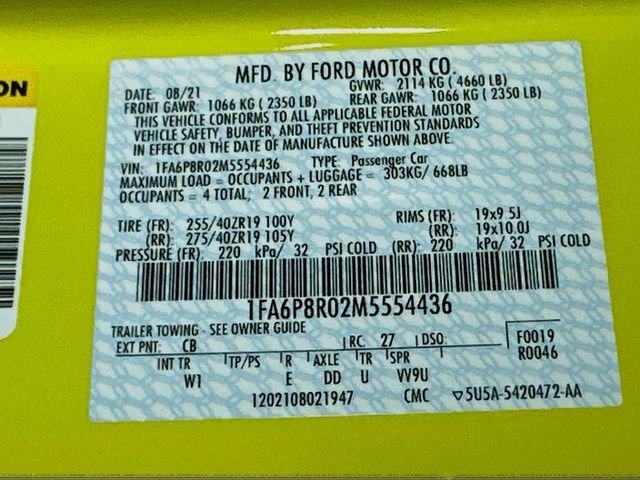 ON
MFD. BY FORD MOTOR CO.
DATE: 08/21 GVWR: 2114 KG ( 4660 LB)
FRONT GAWR: 1066 KG ( 2350 LB) REAR GAWR: 1066 KG ( 2350 LB)
THIS VEHICLE CONFORMS TO ALL APPLICABLE FEDERAL MOTOR
VEHICLE SAFETY, BUMPER, AND THEFT PREVENTION STANDARDS
IN EFFECT ON THE DATE OF MANUFACTURE SHOWN ABOVE.
VIN: 1FA6P8R02M5554436 TYPE: Passenger Car
MAXIMUM LOAD = OCCUPANTS + LUGGAGE = 303KG/ 668LB
OCCUPANTS = 4 TOTAL; 2 FRONT, 2 REAR
TIRE (FR): 255/40ZR19 100Y RIMS (FR): 19x9.5J
(RR): 275/40ZR19 105Y (RR): 19x10.0J
PRESSURE (FR): 220 kPa/ 32 PSI COLD (RR): 220 kPa/ 32 PSI COLD
1FA6P8R02M5554436
TRAILER TOWING - SEE OWNER GUIDE
EXT PNT: CB RC: 27 DSO: F0019
INT TR TP/PS R AXLE TR SPR R0046
W1 E DD U VV9U
1202108021947 CMC ▽5U5A-5420472-AA